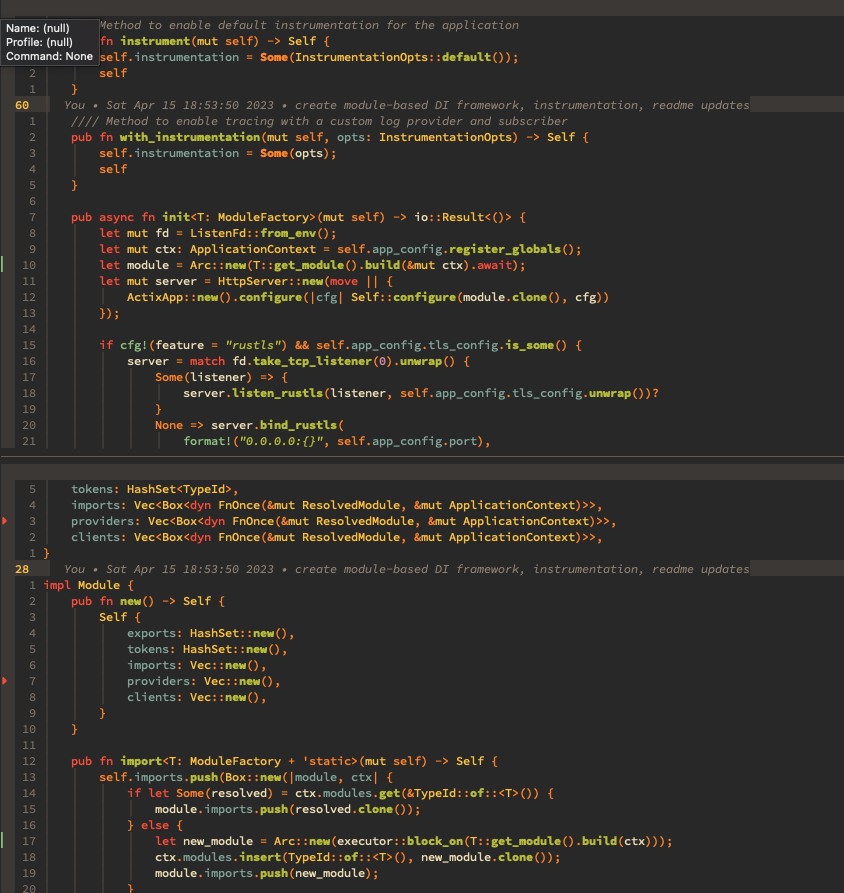 Method to enable default instrumentation for the application
Name: (null)
Profile: (null)
Command: None
fn instrument(mut self) -> Self {
self.instrumentation = Some(InstrumentationOpts::default());
2 self
1 }
60 You • Sat Apr 15 18:53:50 2023 • create module-based DI framework, instrumentation, readme updates
1 //// Method to enable tracing with a custom log provider and subscriber
2 pub fn with_instrumentation(mut self, opts: InstrumentationOpts) -> Self {
3 self.instrumentation = Some(opts);
4 self
5 }
6
7 pub async fn init<T: ModuleFactory>(mut self) -> io::Result<()> {
8 let mut fd = ListenFd::from_env();
9 let mut ctx: ApplicationContext = self.app_config.register_globals();
10 let module = Arc::new(T::get_module().build(&mut ctx).await);
11 let mut server = HttpServer::new(move || {
12 ActixApp::new().configure(|cfg| Self::configure(module.clone(), cfg))
13 });
14
15 if cfg!(feature = "rustls") && self.app_config.tls_config.is_some() {
16 server = match fd.take_tcp_listener(0).unwrap() {
17 Some(listener) => {
18 server.listen_rustls(listener, self.app_config.tls_config.unwrap())?
19 }
20 None => server.bind_rustls(
21 format!("0.0.0.0:{}", self.app_config.port),
5 tokens: HashSet<TypeId>,
4 imports: Vec<Box<dyn FnOnce(&mut ResolvedModule, &mut ApplicationContext)>>,
3 providers: Vec<Box<dyn FnOnce(&mut ResolvedModule, &mut ApplicationContext)>>,
2 clients: Vec<Box<dyn FnOnce(&mut ResolvedModule, &mut ApplicationContext)>>,
1 }
28 You • Sat Apr 15 18:53:50 2023 • create module-based DI framework, instrumentation, readme updates
1 impl Module {
2 pub fn new() -> Self {
3 Self {
4 exports: HashSet::new(),
5 tokens: HashSet::new(),
6 imports: Vec::new(),
7 providers: Vec::new(),
8 clients: Vec::new(),
9 }
10 }
11
12 pub fn import<T: ModuleFactory + 'static>(mut self) -> Self {
13 self.imports.push(Box::new(|module, ctx| {
14 if let Some(resolved) = ctx.modules.get(&TypeId::of::<T>()) {
15 module.imports.push(resolved.clone());
16 } else {
17 let new_module = Arc::new(executor::block_on(T::get_module().build(ctx)));
18 ctx.modules.insert(TypeId::of::<T>(), new_module.clone());
19 module.imports.push(new_module);
20 }